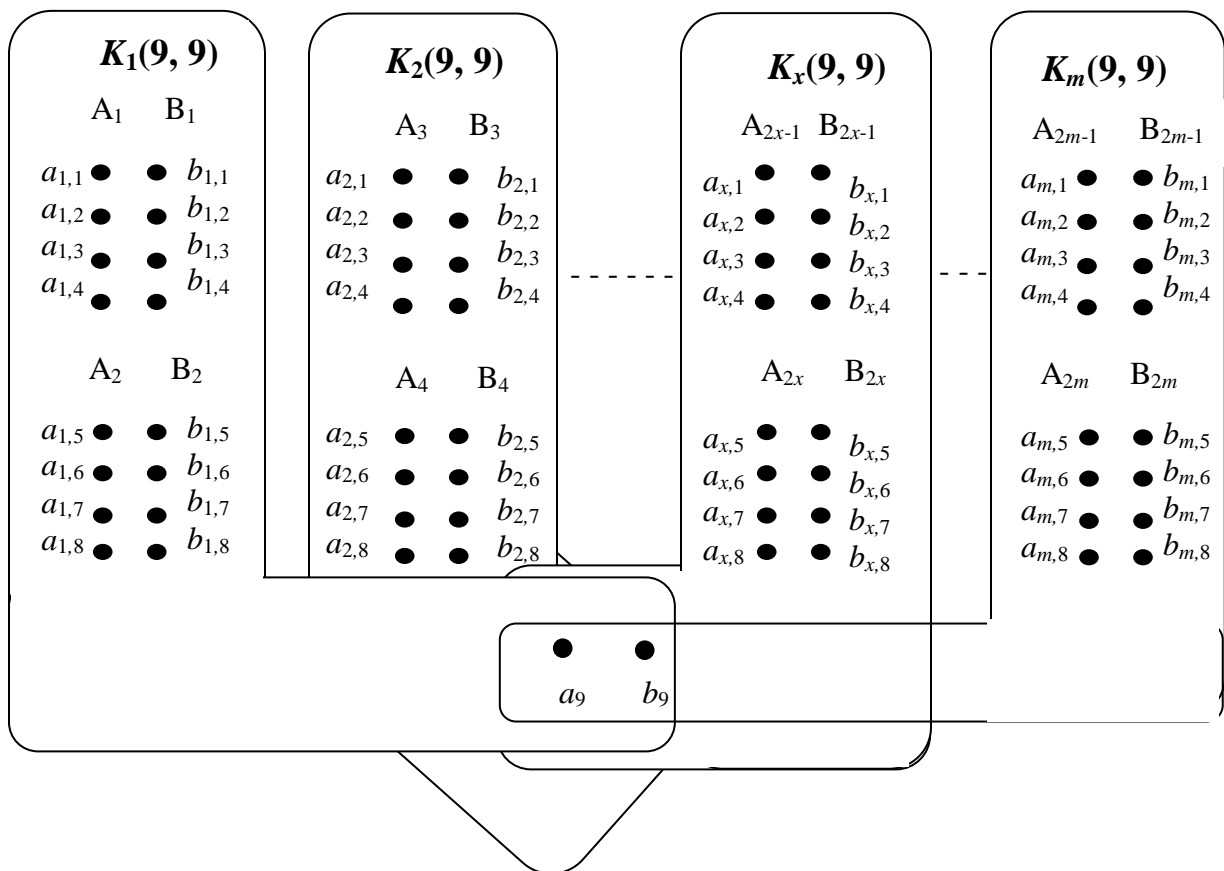 K₁(9, 9) K₂(9, 9) Kₓ(9, 9) Kₘ(9, 9)
A₁ B₁ A₃ B₃ A₂ₓ₋₁ B₂ₓ₋₁ A₂ₘ₋₁ B₂ₘ₋₁
a₁,₁ b₁,₁ a₂,₁ b₂,₁ aₓ,₁ bₓ,₁ aₘ,₁ bₘ,₁
a₁,₂ b₁,₂ a₂,₂ b₂,₂ aₓ,₂ bₓ,₂ aₘ,₂ bₘ,₂
a₁,₃ b₁,₃ a₂,₃ b₂,₃ aₓ,₃ bₓ,₃ aₘ,₃ bₘ,₃
a₁,₄ b₁,₄ a₂,₄ b₂,₄ aₓ,₄ bₓ,₄ aₘ,₄ bₘ,₄
A₂ B₂ A₄ B₄ A₂ₓ B₂ₓ A₂ₘ B₂ₘ
a₁,₅ b₁,₅ a₂,₅ b₂,₅ aₓ,₅ bₓ,₅ aₘ,₅ bₘ,₅
a₁,₆ b₁,₆ a₂,₆ b₂,₆ aₓ,₆ bₓ,₆ aₘ,₆ bₘ,₆
a₁,₇ b₁,₇ a₂,₇ b₂,₇ aₓ,₇ bₓ,₇ aₘ,₇ bₘ,₇
a₁,₈ b₁,₈ a₂,₈ b₂,₈ aₓ,₈ bₓ,₈ aₘ,₈ bₘ,₈
a₉ b₉